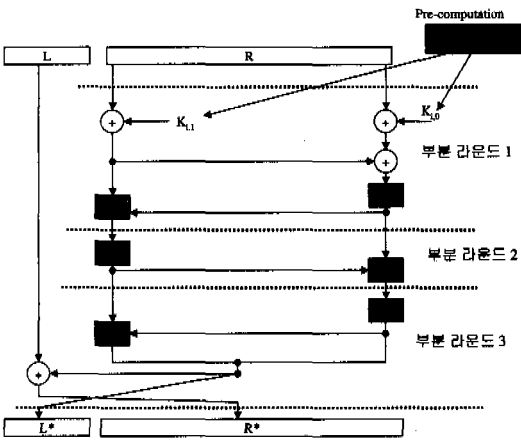 Pre-computation
L
R
K_{i,1}
K_{i,0}
부분 라운드 1
부분 라운드 2
부분 라운드 3
L*
R*